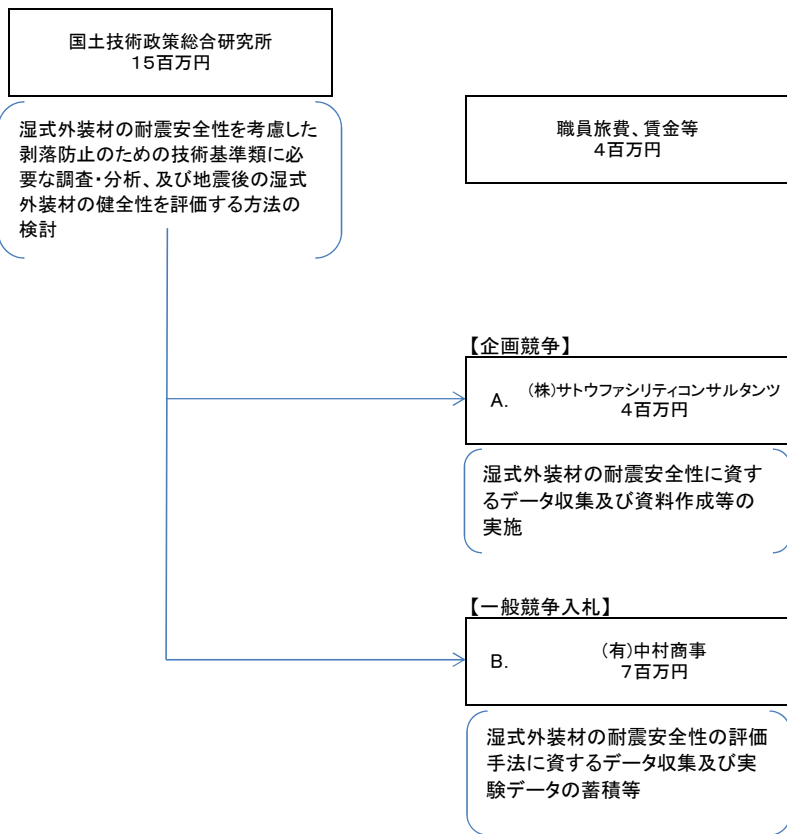 国土技術政策総合研究所
15百万円
湿式外装材の耐震安全性を考慮した
剥落防止のための技術基準類に必
要な調査・分析、及び地震後の湿式
外装材の健全性を評価する方法の
検討
職員旅費、賃金等
4百万円
【企画競争】
A. (株)サトウファシリティコンサルタンツ
4百万円
湿式外装材の耐震安全性に資す
るデータ収集及び資料作成等の
実施
【一般競争入札】
B. (有)中村商事
7百万円
湿式外装材の耐震安全性の評価
手法に資するデータ収集及び実
験データの蓄積等